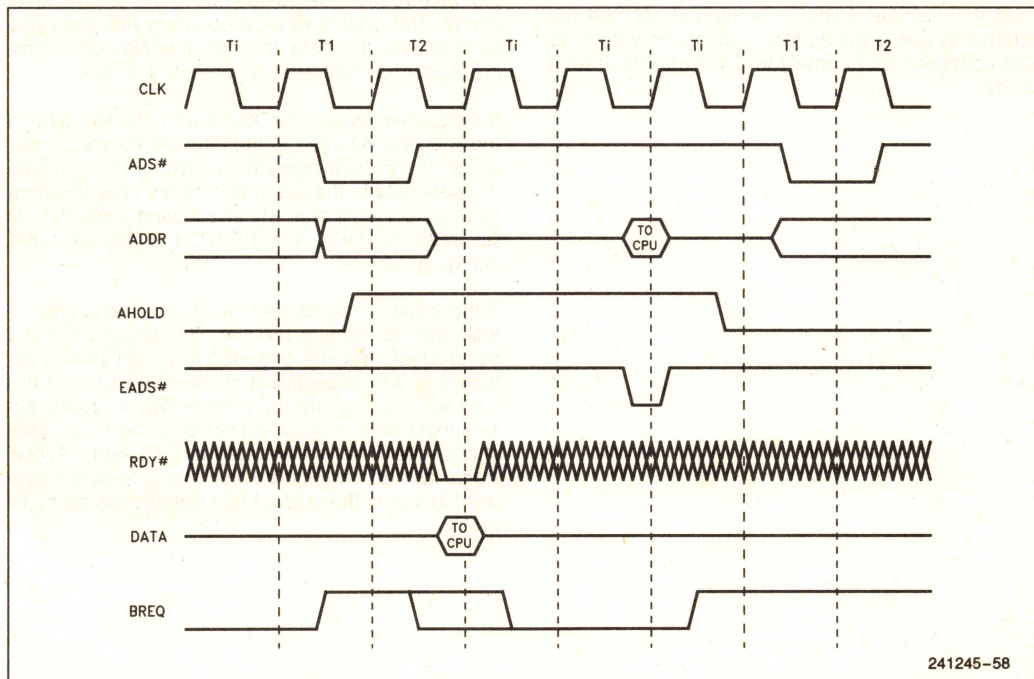 Ti T1 T2 Ti Ti Ti T1 T2
CLK
ADS#
ADDR
TO
CPU
AHOLD
EADS#
RDY#
DATA
TO
CPU
BREQ
241245–58